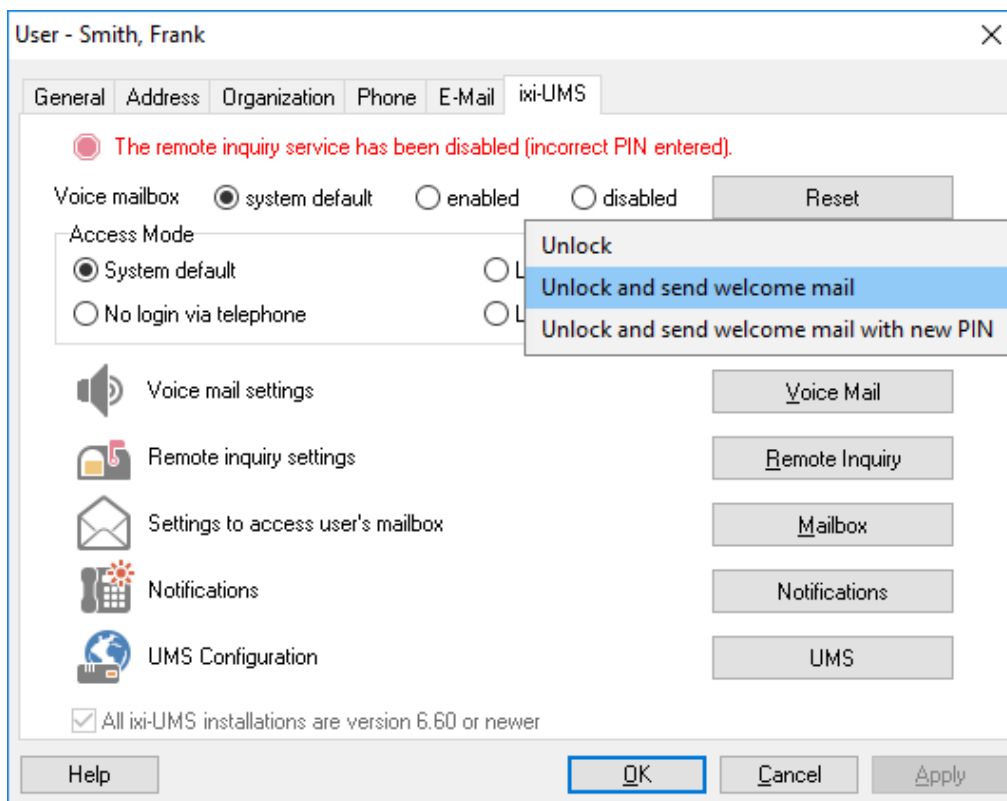 User - Smith, Frank
General Address Organization Phone E-Mail ixi-UMS
The remote inquiry service has been disabled (incorrect PIN entered).
Voice mailbox system default enabled disabled Reset
Access Mode
Unlock
System default L
Unlock and send welcome mail
No login via telephone L
Unlock and send welcome mail with new PIN
Voice mail settings Voice Mail
Remote inquiry settings Remote Inquiry
Settings to access user's mailbox Mailbox
Notifications Notifications
UMS Configuration UMS
All ixi-UMS installations are version 6.60 or newer
Help OK Cancel Apply